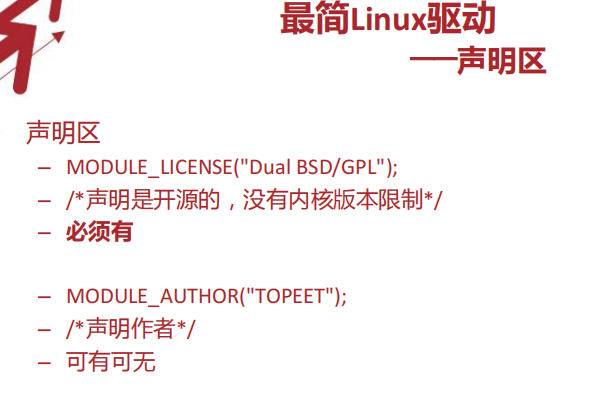 最简Linux驱动
——声明区
声明区
– MODULE_LICENSE("Dual BSD/GPL");
– /*声明是开源的，没有内核版本限制*/
– 必须有
– MODULE_AUTHOR("TOPEET");
– /*声明作者*/
– 可有可无